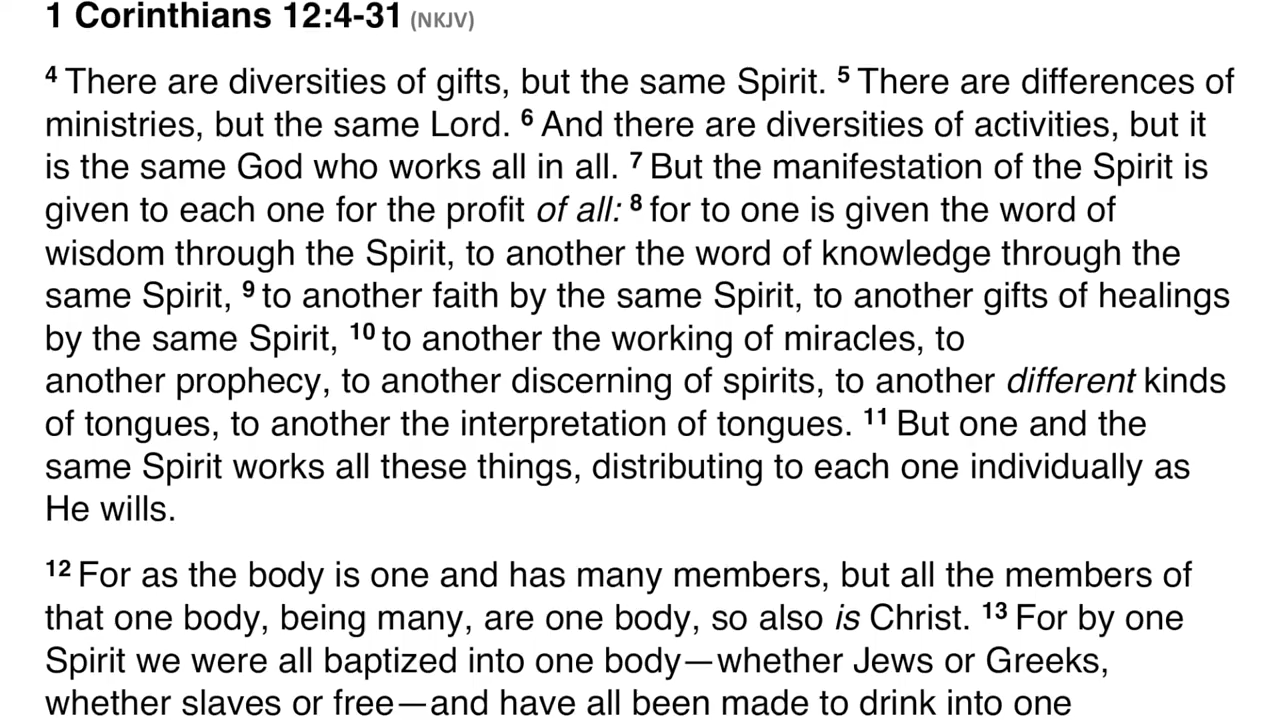 1 Corinthians 12:4-31 (NKJV)
4 There are diversities of gifts, but the same Spirit. 5 There are differences of
ministries, but the same Lord. 6 And there are diversities of activities, but it
is the same God who works all in all. 7 But the manifestation of the Spirit is
given to each one for the profit of all: 8 for to one is given the word of
wisdom through the Spirit, to another the word of knowledge through the
same Spirit, 9 to another faith by the same Spirit, to another gifts of healings
by the same Spirit, 10 to another the working of miracles, to
another prophecy, to another discerning of spirits, to another different kinds
of tongues, to another the interpretation of tongues. 11 But one and the
same Spirit works all these things, distributing to each one individually as
He wills.
12 For as the body is one and has many members, but all the members of
that one body, being many, are one body, so also is Christ. 13 For by one
Spirit we were all baptized into one body—whether Jews or Greeks,
whether slaves or free—and have all been made to drink into one